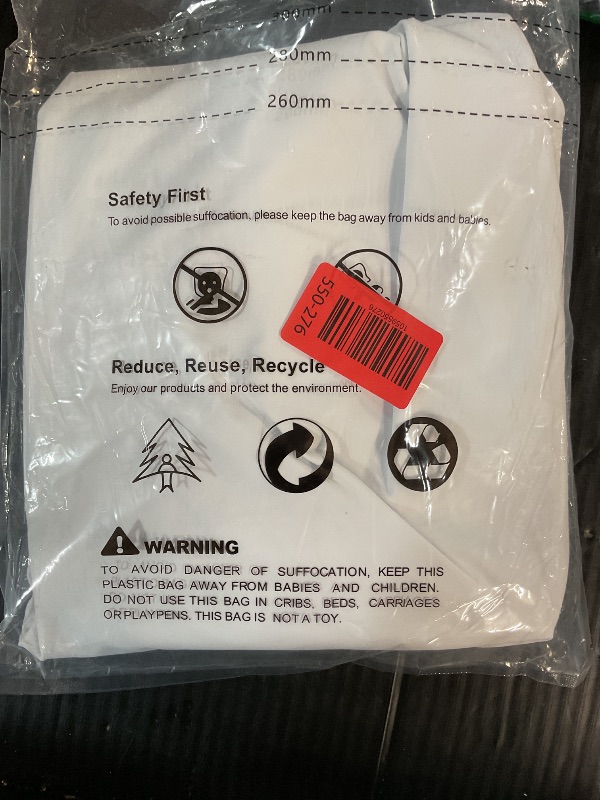 300mm
280mm
260mm
Safety First
To avoid possible suffocation, please keep the bag away from kids and babies.
550-276
Reduce, Reuse, Recycle
Enjoy our products and protect the environment.
WARNING
TO AVOID DANGER OF SUFFOCATION, KEEP THIS
PLASTIC BAG AWAY FROM BABIES AND CHILDREN.
DO NOT USE THIS BAG IN CRIBS, BEDS, CARRIAGES
OR PLAYPENS. THIS BAG IS NOT A TOY.